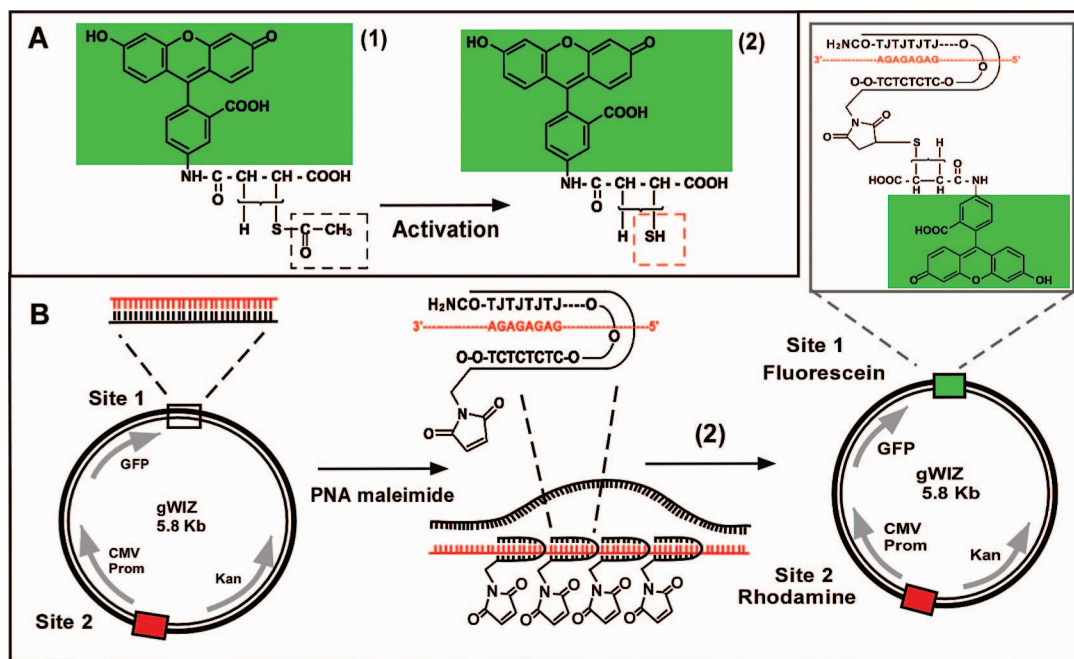 A
(1)
HO
O
O
COOH
NH-C-CH-CH-COOH
O
H
S-C-CH₃
O
Activation
(2)
HO
O
O
COOH
NH-C-CH-CH-COOH
O
H
SH
H₂NCO-TJTJTJTJ----O
3'---------------AGAGAGAG---------------------5'
O
O-O-TCTCTCTC-O
N
O
O
S
H
O
HOOC
C-C-C-NH
H H
HOOC
O
O
OH
B
Site 1
GFP
gWIZ
5.8 Kb
CMV
Prom
Kan
Site 2
PNA maleimide
H₂NCO-TJTJTJTJ----O
3'---------------AGAGAGAG---------------------5'
O
O-O-TCTCTCTC-O
N
O
O
O N O
O N O
O N O
O N O
(2)
Site 1
Fluorescein
GFP
gWIZ
5.8 Kb
CMV
Prom
Kan
Site 2
Rhodamine